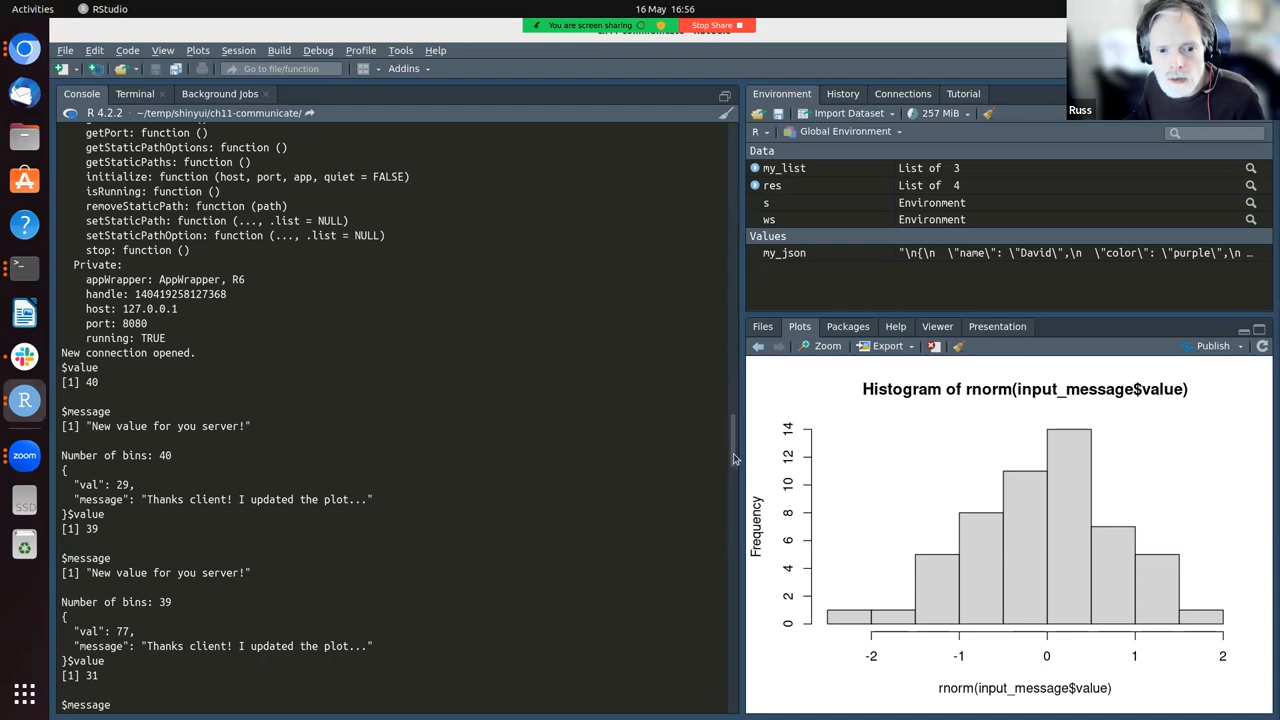 Activities
RStudio
16 May 16:56
You are screen sharing
Stop Share
File Edit Code View Plots Session Build Debug Profile Tools Help
Go to file/function
Addins
Russ
Console Terminal Background Jobs
R 4.2.2 · ~/temp/shinyui/ch11-communicate/
getPort: function ()
getStaticPathOptions: function ()
getStaticPaths: function ()
initialize: function (host, port, app, quiet = FALSE)
isRunning: function ()
removeStaticPath: function (path)
setStaticPath: function (..., .list = NULL)
setStaticPathOption: function (..., .list = NULL)
stop: function ()
Private:
appWrapper: AppWrapper, R6
handle: 140419258127368
host: 127.0.0.1
port: 8080
running: TRUE
New connection opened.
$value
[1] 40
$message
[1] "New value for you server!"
Number of bins: 40
{
"val": 29,
"message": "Thanks client! I updated the plot..."
}$value
[1] 39
$message
[1] "New value for you server!"
Number of bins: 39
{
"val": 77,
"message": "Thanks client! I updated the plot..."
}$value
[1] 31
$message
Environment History Connections Tutorial
Import Dataset
257 MiB
R
Global Environment
Data
my_list List of 3
res List of 4
s Environment
ws Environment
Values
my_json "\n{\n \"name\": \"David\",\n \"color\": \"purple\",\n …
Files Plots Packages Help Viewer Presentation
Zoom Export Publish
Histogram of rnorm(input_message$value)
Frequency
14
12
10
8
6
4
2
0
-2 -1 0 1 2
rnorm(input_message$value)
zoom
SSD